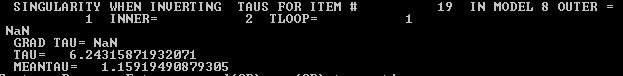 SINGULARITY WHEN INVERTING TAUS FOR ITEM # 19 IN MODEL 8 OUTER =
1 INNER= 2 TLOOP= 1
NaN
GRAD TAU= NaN
TAU= 6.24315871932071
MEANTAU= 1.15919490879305